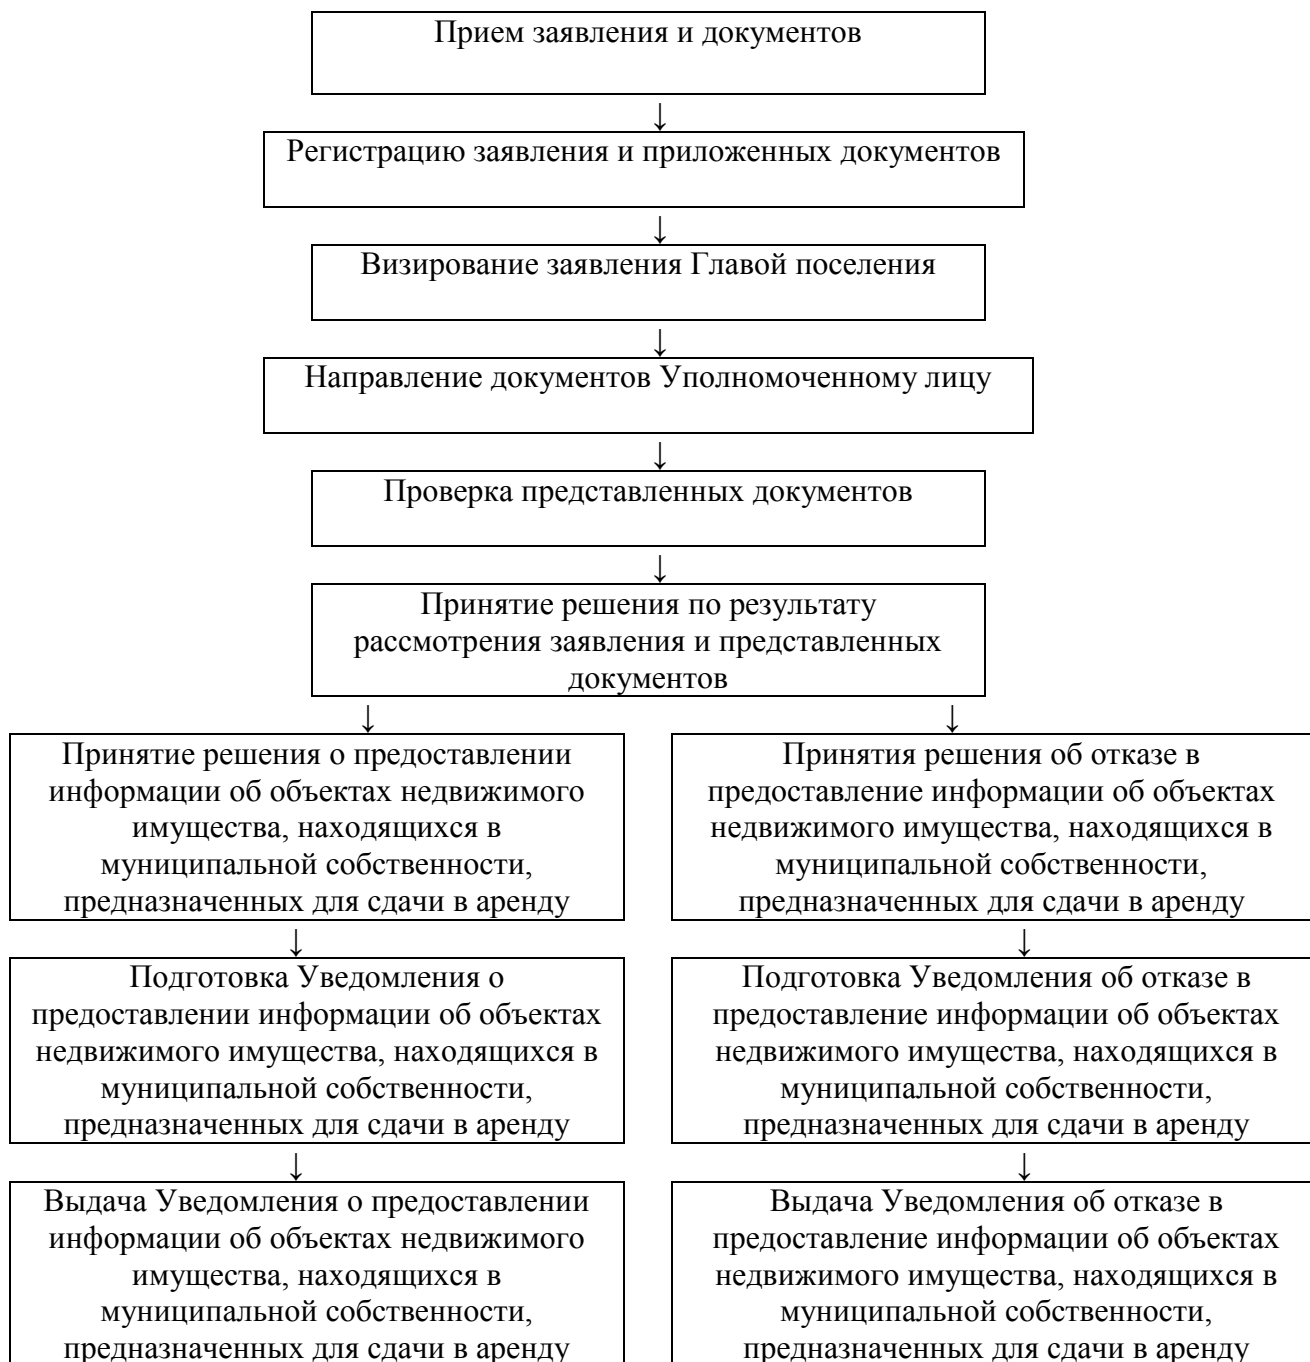 Прием заявления и документов
↓
Регистрацию заявления и приложенных документов
↓
Визирование заявления Главой поселения
↓
Направление документов Уполномоченному лицу
↓
Проверка представленных документов
↓
Принятие решения по результату
рассмотрения заявления и представленных
документов
↓
↓
Принятие решения о предоставлении
информации об объектах недвижимого
имущества, находящихся в
муниципальной собственности,
предназначенных для сдачи в аренду
↓
Подготовка Уведомления о
предоставлении информации об объектах
недвижимого имущества, находящихся в
муниципальной собственности,
предназначенных для сдачи в аренду
↓
Выдача Уведомления о предоставлении
информации об объектах недвижимого
имущества, находящихся в
муниципальной собственности,
предназначенных для сдачи в аренду
Принятия решения об отказе в
предоставление информации об объектах
недвижимого имущества, находящихся в
муниципальной собственности,
предназначенных для сдачи в аренду
↓
Подготовка Уведомления об отказе в
предоставление информации об объектах
недвижимого имущества, находящихся в
муниципальной собственности,
предназначенных для сдачи в аренду
↓
Выдача Уведомления об отказе в
предоставление информации об объектах
недвижимого имущества, находящихся в
муниципальной собственности,
предназначенных для сдачи в аренду